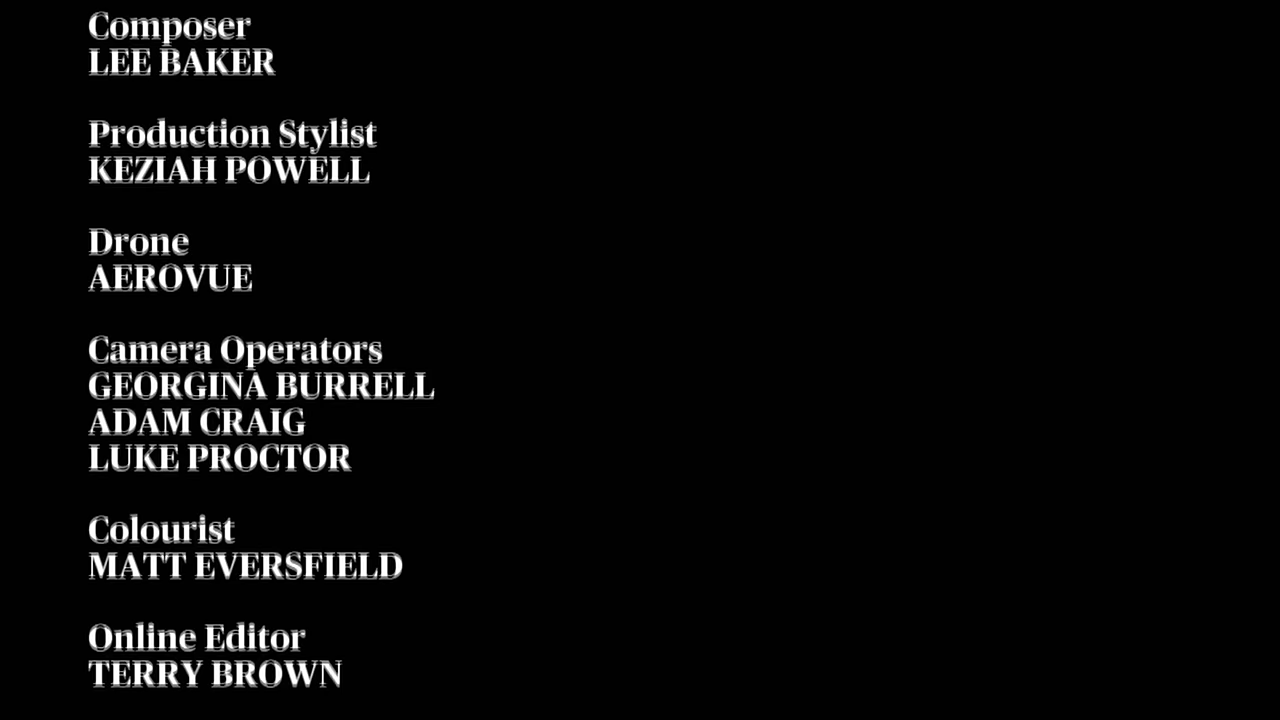 Composer
LEE BAKER
Production Stylist
KEZIAH POWELL
Drone
AEROVUE
Camera Operators
GEORGINA BURRELL
ADAM CRAIG
LUKE PROCTOR
Colourist
MATT EVERSFIELD
Online Editor
TERRY BROWN